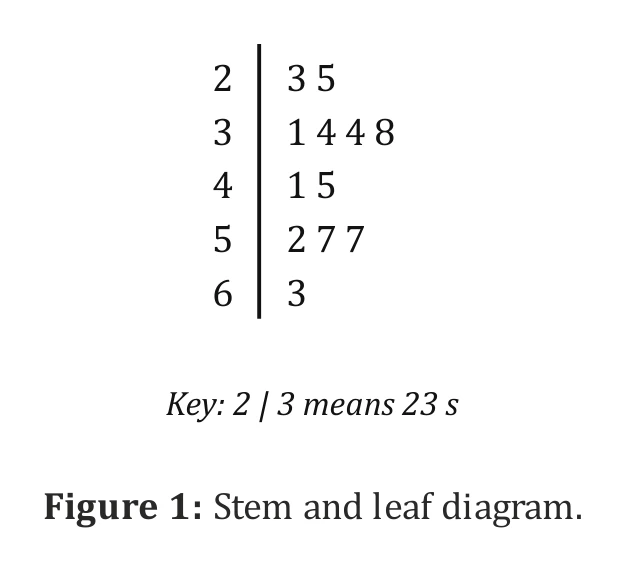 2 | 3 5
3 | 1 4 4 8
4 | 1 5
5 | 2 7 7
6 | 3
Key: 2 | 3 means 23 s
Figure 1: Stem and leaf diagram.